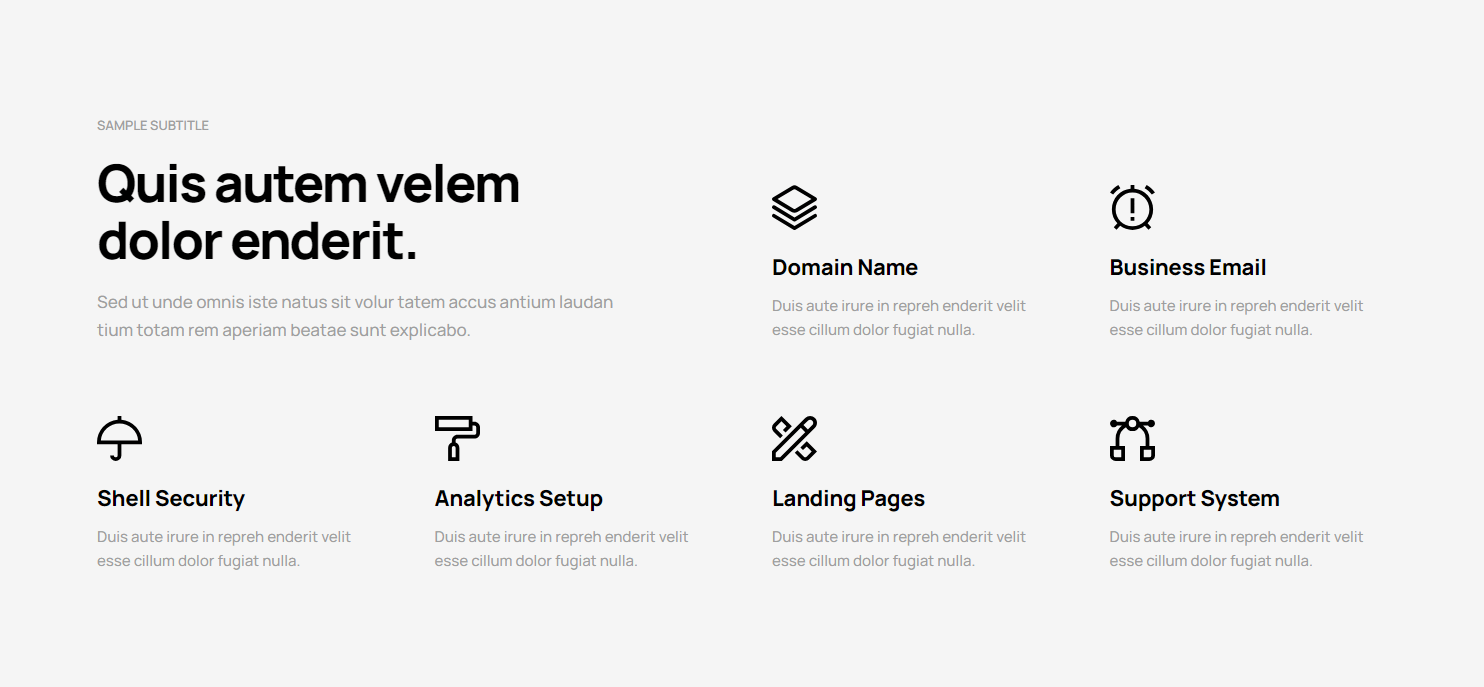 SAMPLE SUBTITLE
Quis autem velem
dolor enderit.
Sed ut unde omnis iste natus sit volur tatem accus antium laudan
tium totam rem aperiam beatae sunt explicabo.
Domain Name
Duis aute irure in repreh enderit velit
esse cillum dolor fugiat nulla.
Business Email
Duis aute irure in repreh enderit velit
esse cillum dolor fugiat nulla.
Shell Security
Duis aute irure in repreh enderit velit
esse cillum dolor fugiat nulla.
Analytics Setup
Duis aute irure in repreh enderit velit
esse cillum dolor fugiat nulla.
Landing Pages
Duis aute irure in repreh enderit velit
esse cillum dolor fugiat nulla.
Support System
Duis aute irure in repreh enderit velit
esse cillum dolor fugiat nulla.